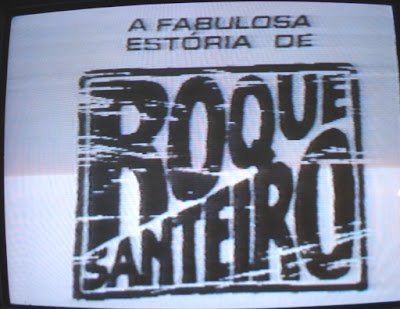 A FABULOSA
ESTÓRIA DE
ROQUE
SANTEIRO